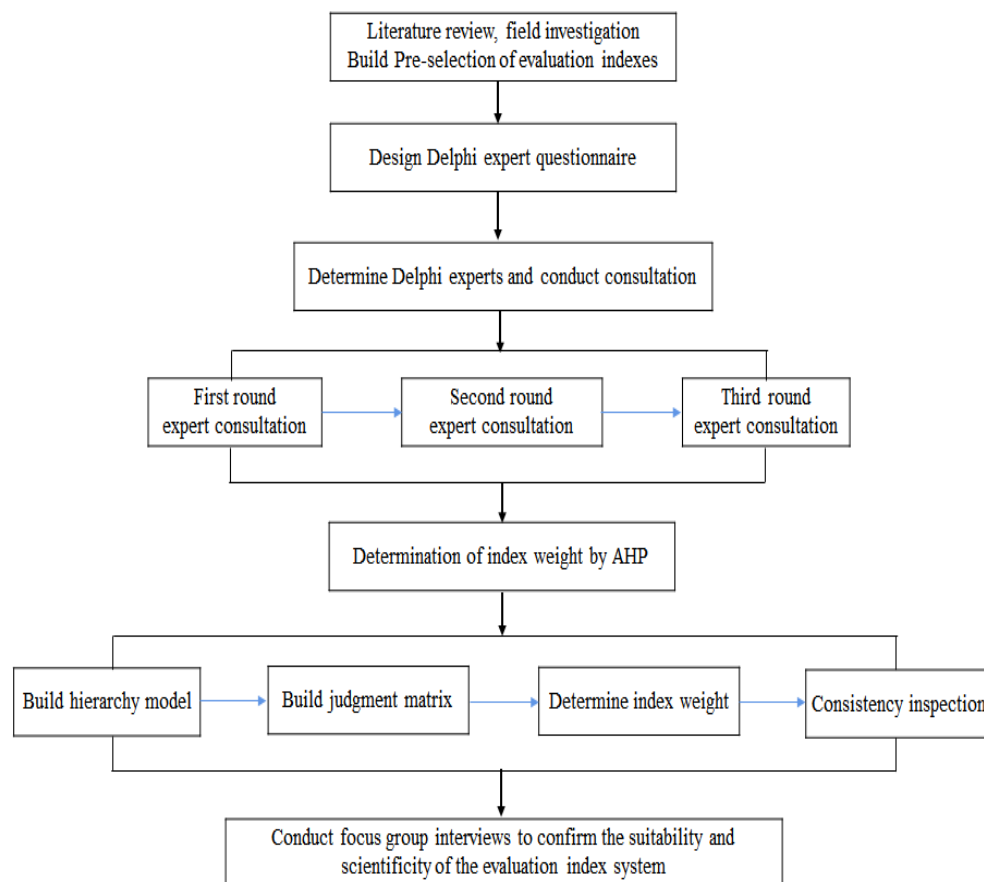 Literature review, field investigation
Build Pre-selection of evaluation indexes
Design Delphi expert questionnaire
Determine Delphi experts and conduct consultation
First round
expert consultation
Second round
expert consultation
Third round
expert consultation
Determination of index weight by AHP
Build hierarchy model
Build judgment matrix
Determine index weight
Consistency inspection
Conduct focus group interviews to confirm the suitability and
scientificity of the evaluation index system